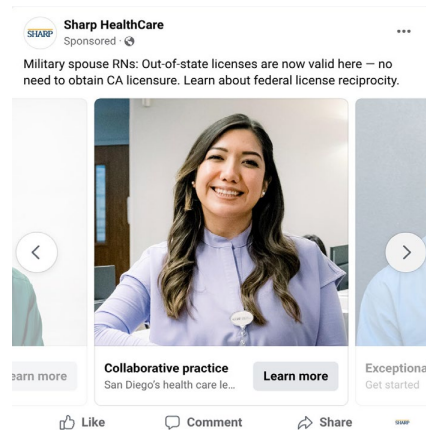 SHARP
Sharp HealthCare
Sponsored ·
Military spouse RNs: Out-of-state licenses are now valid here — no
need to obtain CA licensure. Learn about federal license reciprocity.
earn more
Collaborative practice
San Diego's health care le...
Learn more
Exceptiona
Get started
Like
Comment
Share
SHARP